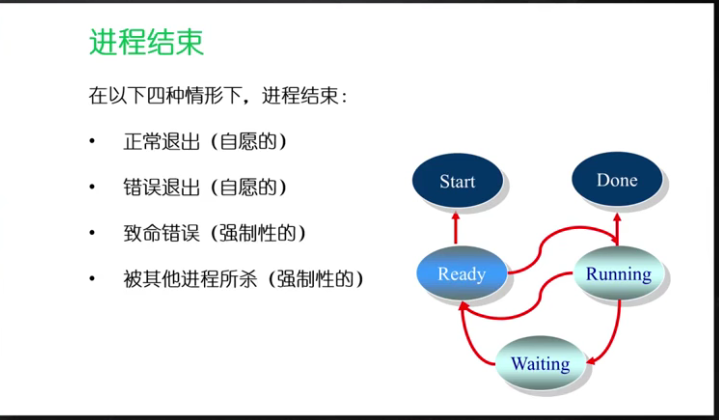 进程结束
在以下四种情形下，进程结束：
• 正常退出（自愿的）
• 错误退出（自愿的）
• 致命错误（强制性的）
• 被其他进程所杀（强制性的）
Start
Done
Ready
Running
Waiting